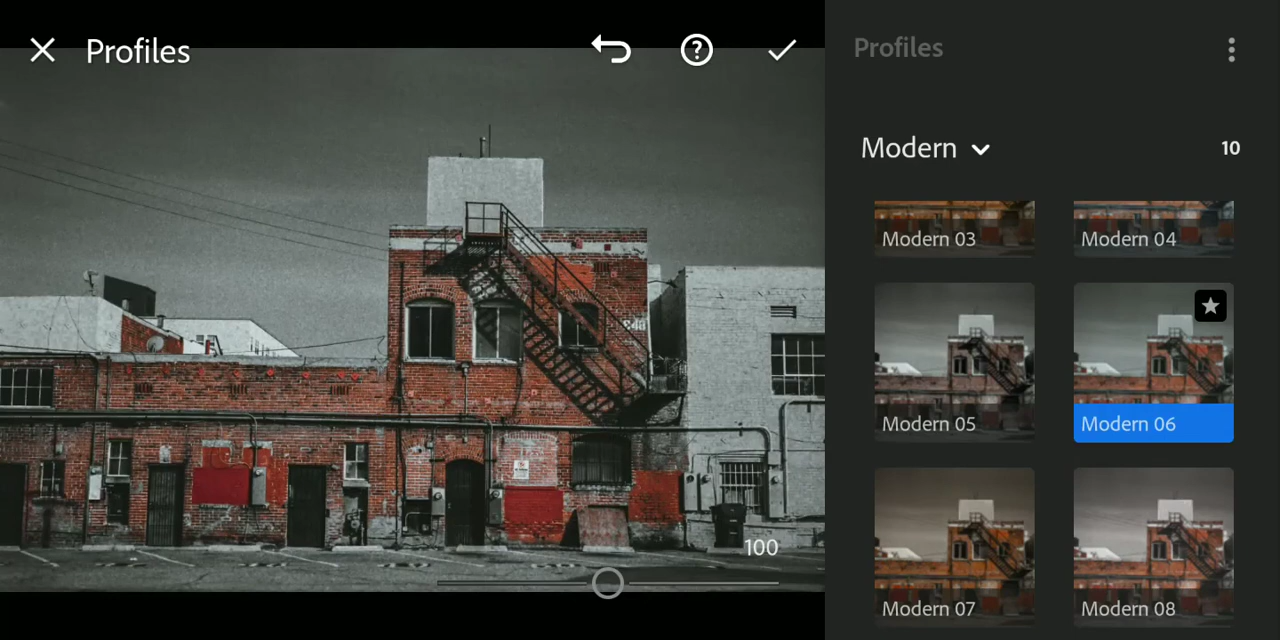 Profiles
100
Profiles
Modern
10
Modern 03
Modern 04
Modern 05
Modern 06
Modern 07
Modern 08